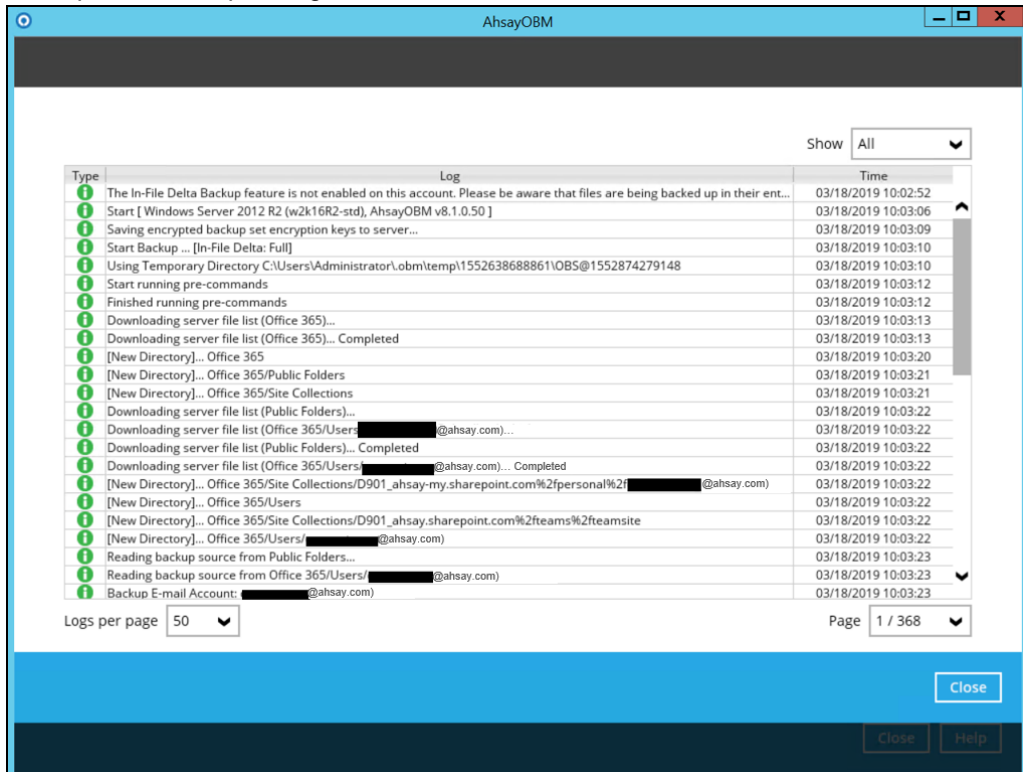 AhsayOBM
Show All
Type Log Time
The In-File Delta Backup feature is not enabled on this account. Please be aware that files are being backed up in their ent... 03/18/2019 10:02:52
Start [ Windows Server 2012 R2 (w2k16R2-std), AhsayOBM v8.1.0.50 ] 03/18/2019 10:03:06
Saving encrypted backup set encryption keys to server... 03/18/2019 10:03:09
Start Backup ... [In-File Delta: Full] 03/18/2019 10:03:10
Using Temporary Directory C:\Users\Administrator\.obm\temp\1552638688861\OBS@1552874279148 03/18/2019 10:03:10
Start running pre-commands 03/18/2019 10:03:12
Finished running pre-commands 03/18/2019 10:03:12
Downloading server file list (Office 365)... 03/18/2019 10:03:13
Downloading server file list (Office 365)... Completed 03/18/2019 10:03:13
[New Directory]... Office 365 03/18/2019 10:03:20
[New Directory]... Office 365/Public Folders 03/18/2019 10:03:21
[New Directory]... Office 365/Site Collections 03/18/2019 10:03:21
Downloading server file list (Public Folders)... 03/18/2019 10:03:22
Downloading server file list (Office 365/Users @ahsay.com)... 03/18/2019 10:03:22
Downloading server file list (Public Folders)... Completed 03/18/2019 10:03:22
Downloading server file list (Office 365/Users/ @ahsay.com)... Completed 03/18/2019 10:03:22
[New Directory]... Office 365/Site Collections/D901_ahsay-my.sharepoint.com%2fpersonal%2f @ahsay.com) 03/18/2019 10:03:22
[New Directory]... Office 365/Users 03/18/2019 10:03:22
[New Directory]... Office 365/Site Collections/D901_ahsay.sharepoint.com%2fteams%2fteamsite 03/18/2019 10:03:22
[New Directory]... Office 365/Users/ @ahsay.com) 03/18/2019 10:03:22
Reading backup source from Public Folders... 03/18/2019 10:03:23
Reading backup source from Office 365/Users/ @ahsay.com) 03/18/2019 10:03:23
Backup E-mail Account: @ahsay.com) 03/18/2019 10:03:23
Logs per page 50 Page 1 / 368
Close
Close Help